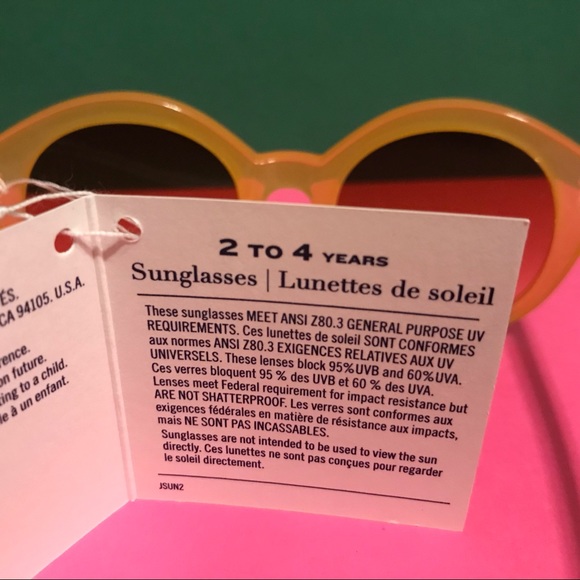 ÉS.
CA 94105. U.S.A.
rence.
on future.
ing to a child.
le à un enfant.
2 TO 4 YEARS
Sunglasses | Lunettes de soleil
These sunglasses MEET ANSI Z80.3 GENERAL PURPOSE UV
REQUIREMENTS. Ces lunettes de soleil SONT CONFORMES
aux normes ANSI Z80.3 EXIGENCES RELATIVES AUX UV
UNIVERSELS. These lenses block 95%UVB and 60%UVA.
Ces verres bloquent 95 % des UVB et 60 % des UVA.
Lenses meet Federal requirement for impact resistance but
ARE NOT SHATTERPROOF. Les verres sont conformes aux
exigences fédérales en matière de résistance aux impacts,
mais NE SONT PAS INCASSABLES.
Sunglasses are not intended to be used to view the sun
directly. Ces lunettes ne sont pas conçues pour regarder
le soleil directement.
JSUN2